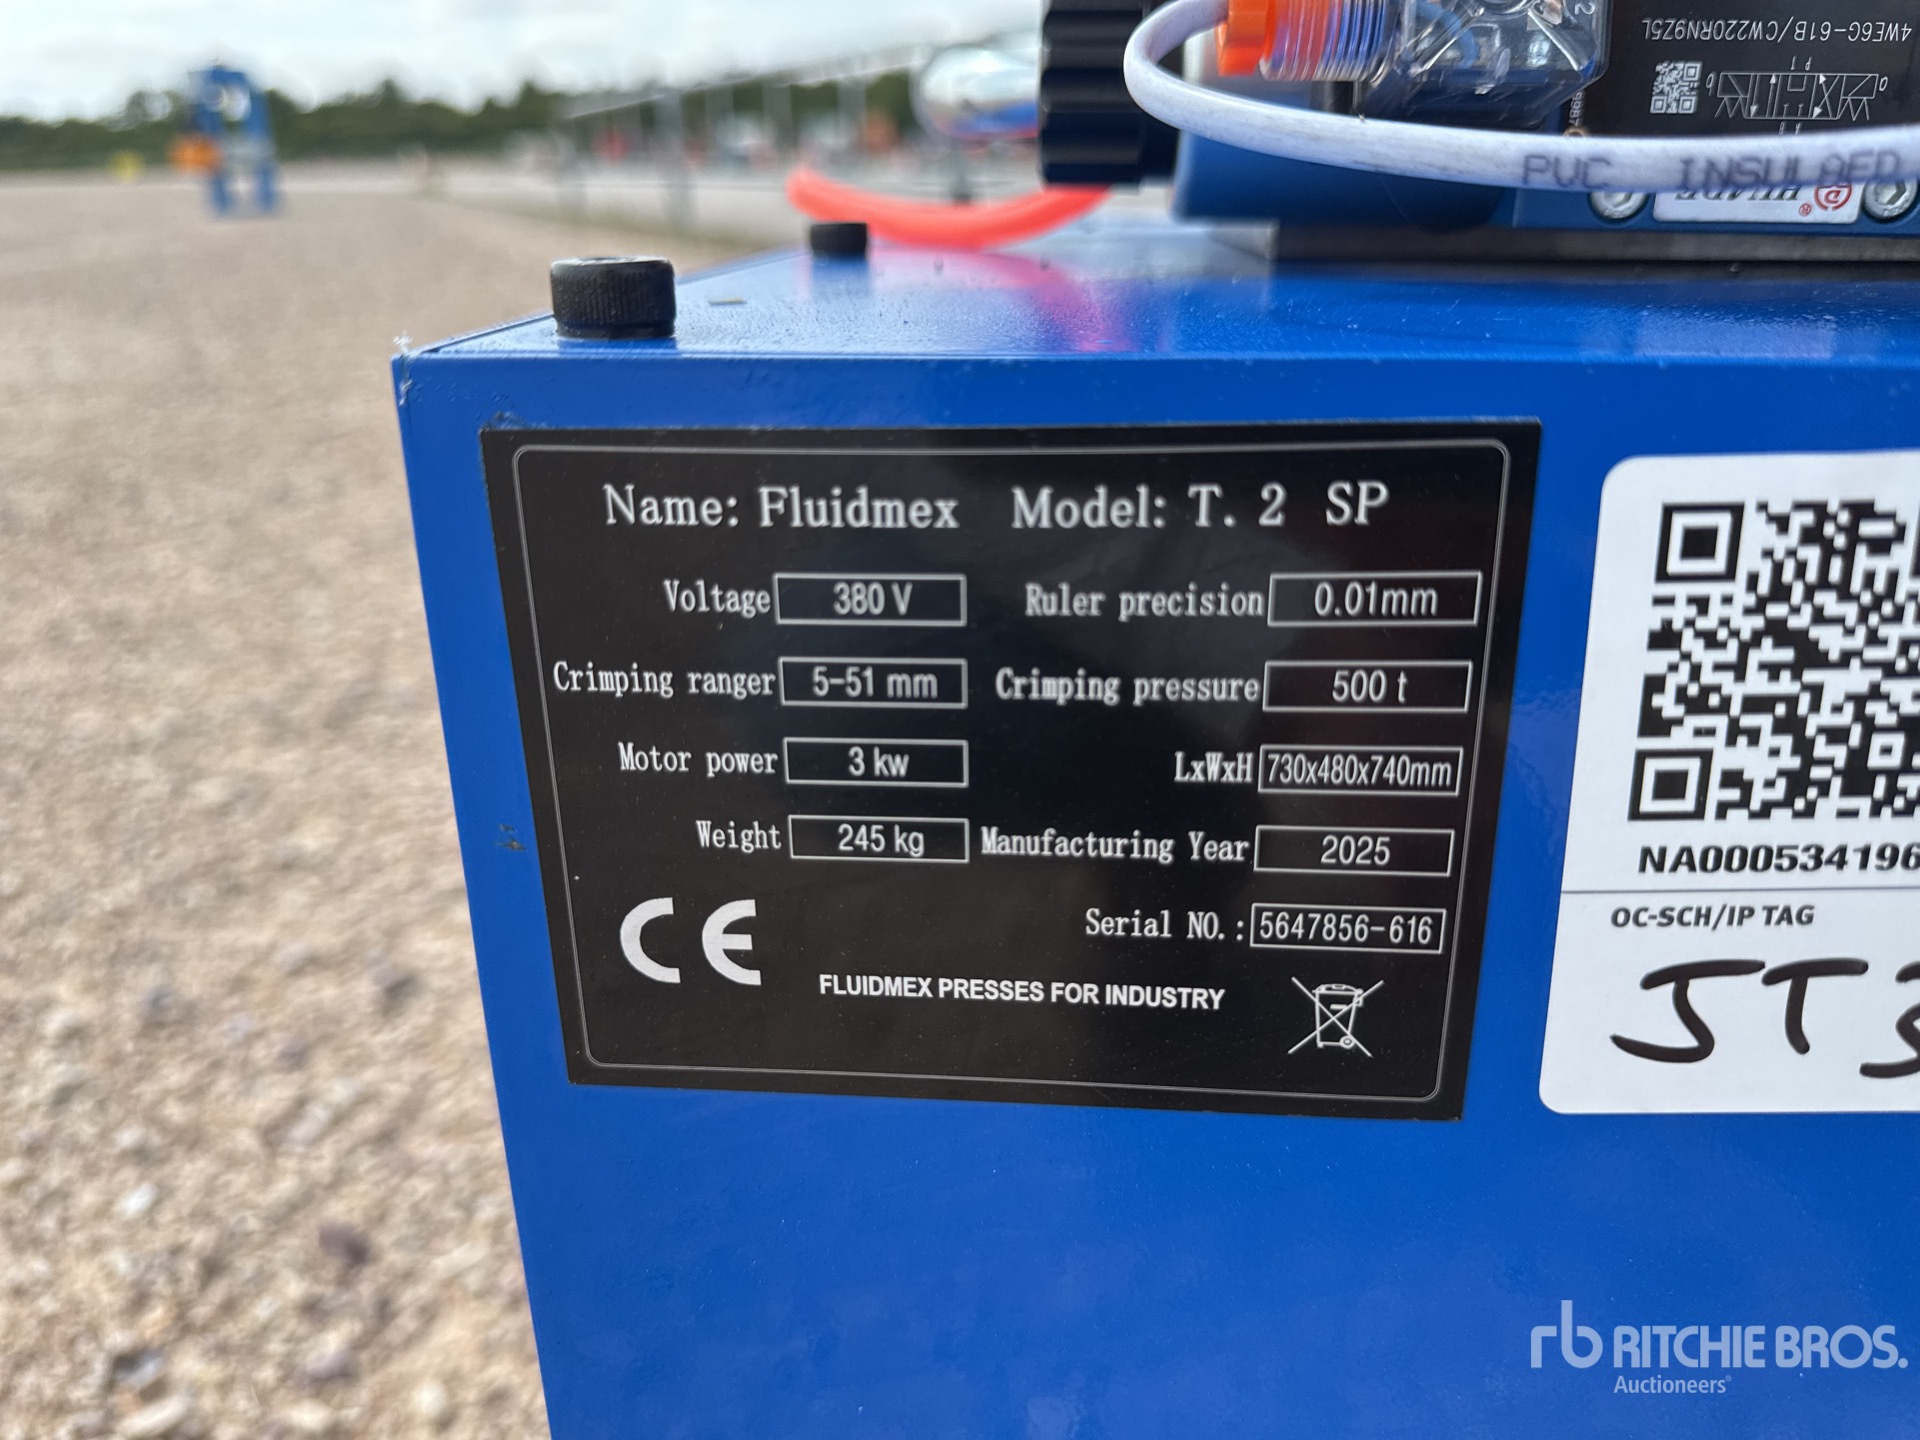 4WE6G-61B/CW220RN9Z5L
PVC INSULAED
Name: Fluidmex Model: T. 2 SP
Voltage 380 V Ruler precision 0.01mm
Crimping ranger 5-51 mm Crimping pressure 500 t
Motor power 3 kw LxWxH 730x480x740mm
Weight 245 kg Manufacturing Year 2025
Serial NO.: 5647856-616
CE
FLUIDMEX PRESSES FOR INDUSTRY
NA000534196
OC-SCH/IP TAG
JT3
rb RITCHIE BROS.
Auctioneers